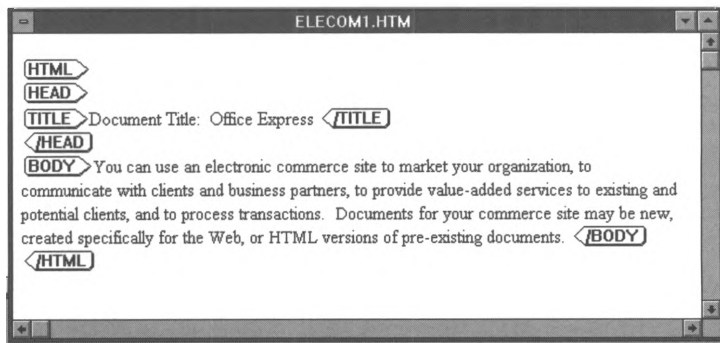 ELECOM1.HTM
HTML
HEAD
TITLE Document Title: Office Express /TITLE
/HEAD
BODY You can use an electronic commerce site to market your organization, to
communicate with clients and business partners, to provide value-added services to existing and
potential clients, and to process transactions. Documents for your commerce site may be new,
created specifically for the Web, or HTML versions of pre-existing documents. /BODY
/HTML